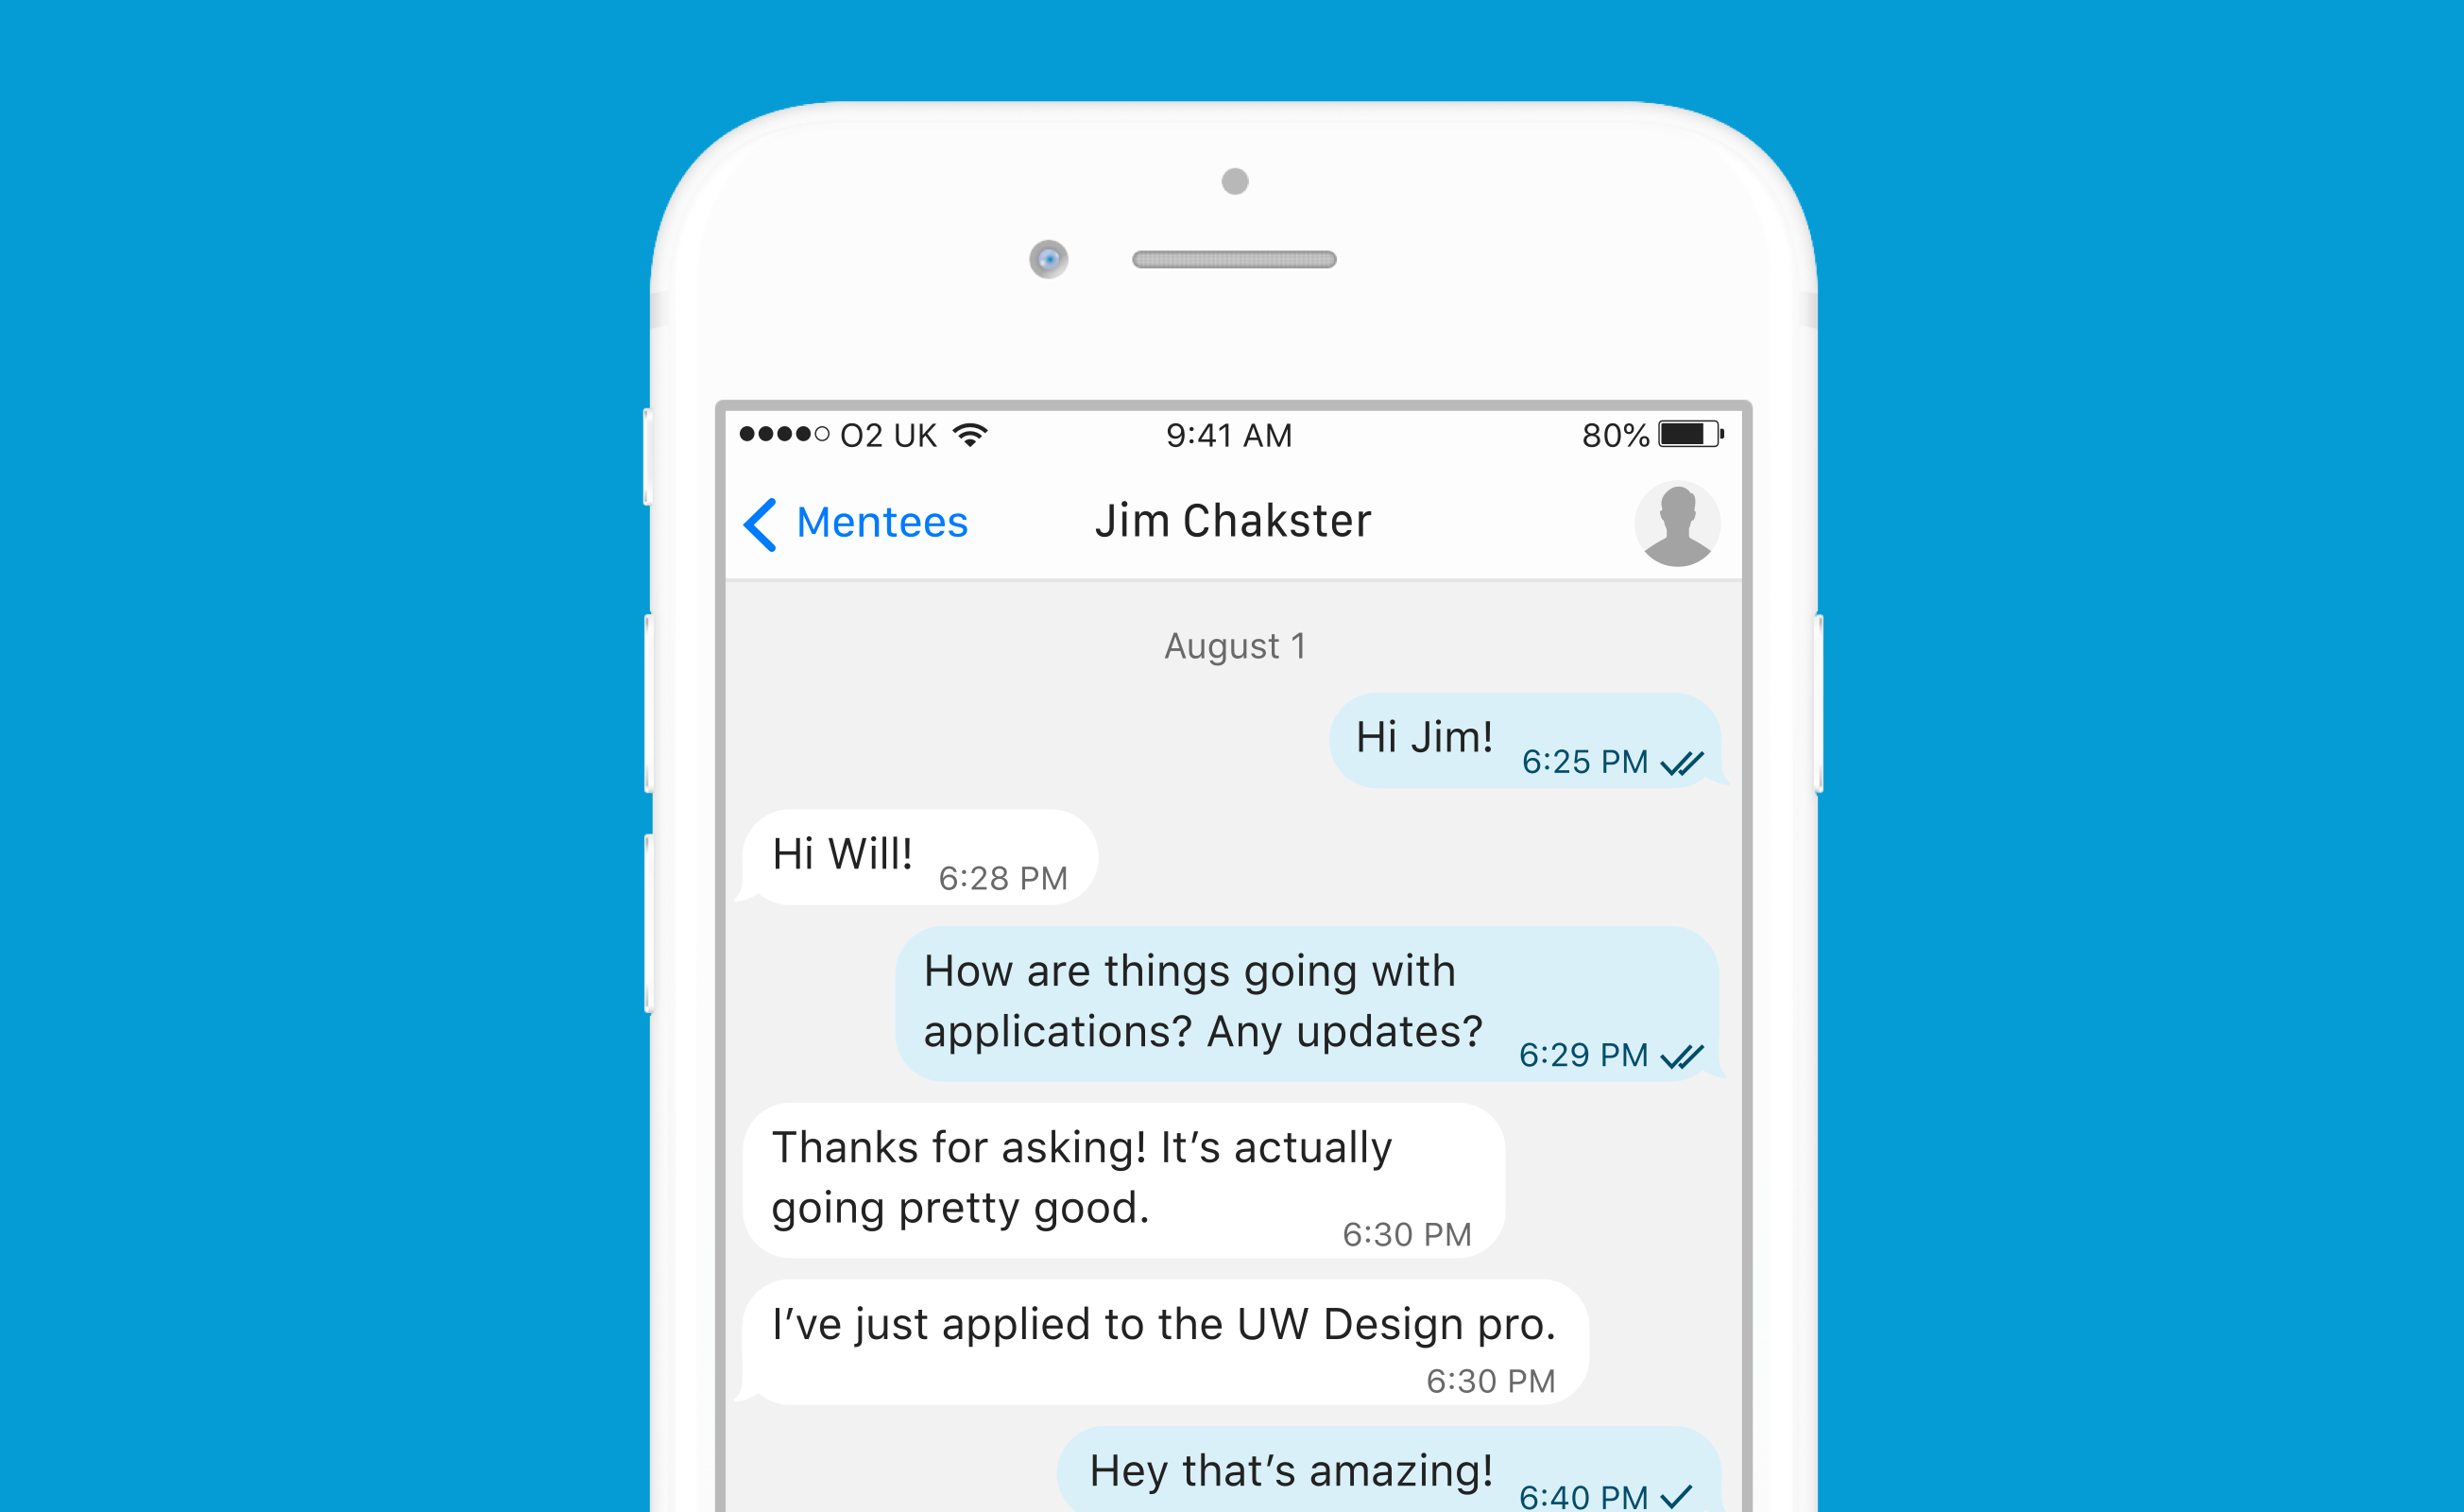 O2 UK 9:41 AM 80%
Mentees Jim Chakster
August 1
Hi Jim! 6:25 PM
Hi Will! 6:28 PM
How are things going with
applications? Any updates? 6:29 PM
Thanks for asking! It’s actually
going pretty good. 6:30 PM
I’ve just applied to the UW Design pro.
6:30 PM
Hey that’s amazing! 6:40 PM